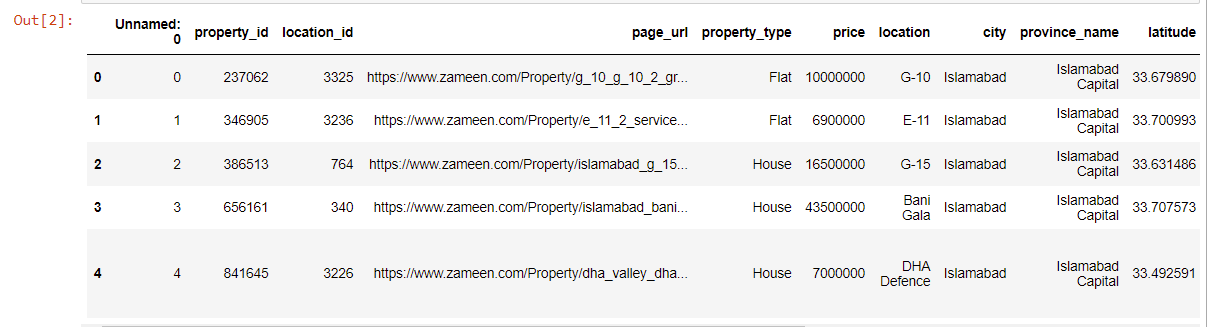 Out[2]:
Unnamed: 0 property_id location_id page_url property_type price location city province_name latitude
0 0 237062 3325 https://www.zameen.com/Property/g_10_g_10_2_gr... Flat 10000000 G-10 Islamabad Islamabad Capital 33.679890
1 1 346905 3236 https://www.zameen.com/Property/e_11_2_service... Flat 6900000 E-11 Islamabad Islamabad Capital 33.700993
2 2 386513 764 https://www.zameen.com/Property/islamabad_g_15... House 16500000 G-15 Islamabad Islamabad Capital 33.631486
3 3 656161 340 https://www.zameen.com/Property/islamabad_bani... House 43500000 Bani Gala Islamabad Islamabad Capital 33.707573
4 4 841645 3226 https://www.zameen.com/Property/dha_valley_dha... House 7000000 DHA Defence Islamabad Islamabad Capital 33.492591